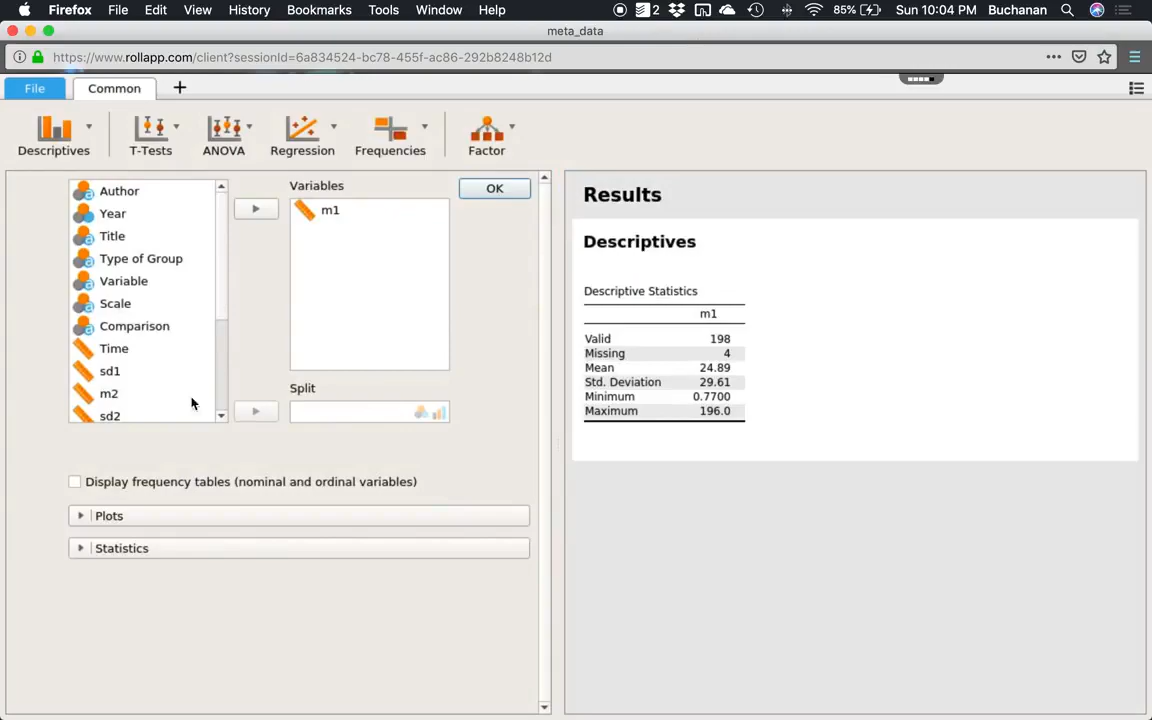 Firefox File Edit View History Bookmarks Tools Window Help 2 85% Sun 10:04 PM Buchanan
meta_data
https://www.rollapp.com/client?sessionId=6a834524-bc78-455f-ac86-292b8248b12d
File Common +
Descriptives T-Tests ANOVA Regression Frequencies Factor
Author
Year
Title
Type of Group
Variable
Scale
Comparison
Time
sd1
m2
sd2
Variables
m1
OK
Split
Display frequency tables (nominal and ordinal variables)
Plots
Statistics
Results
Descriptives
Descriptive Statistics
m1
Valid 198
Missing 4
Mean 24.89
Std. Deviation 29.61
Minimum 0.7700
Maximum 196.0